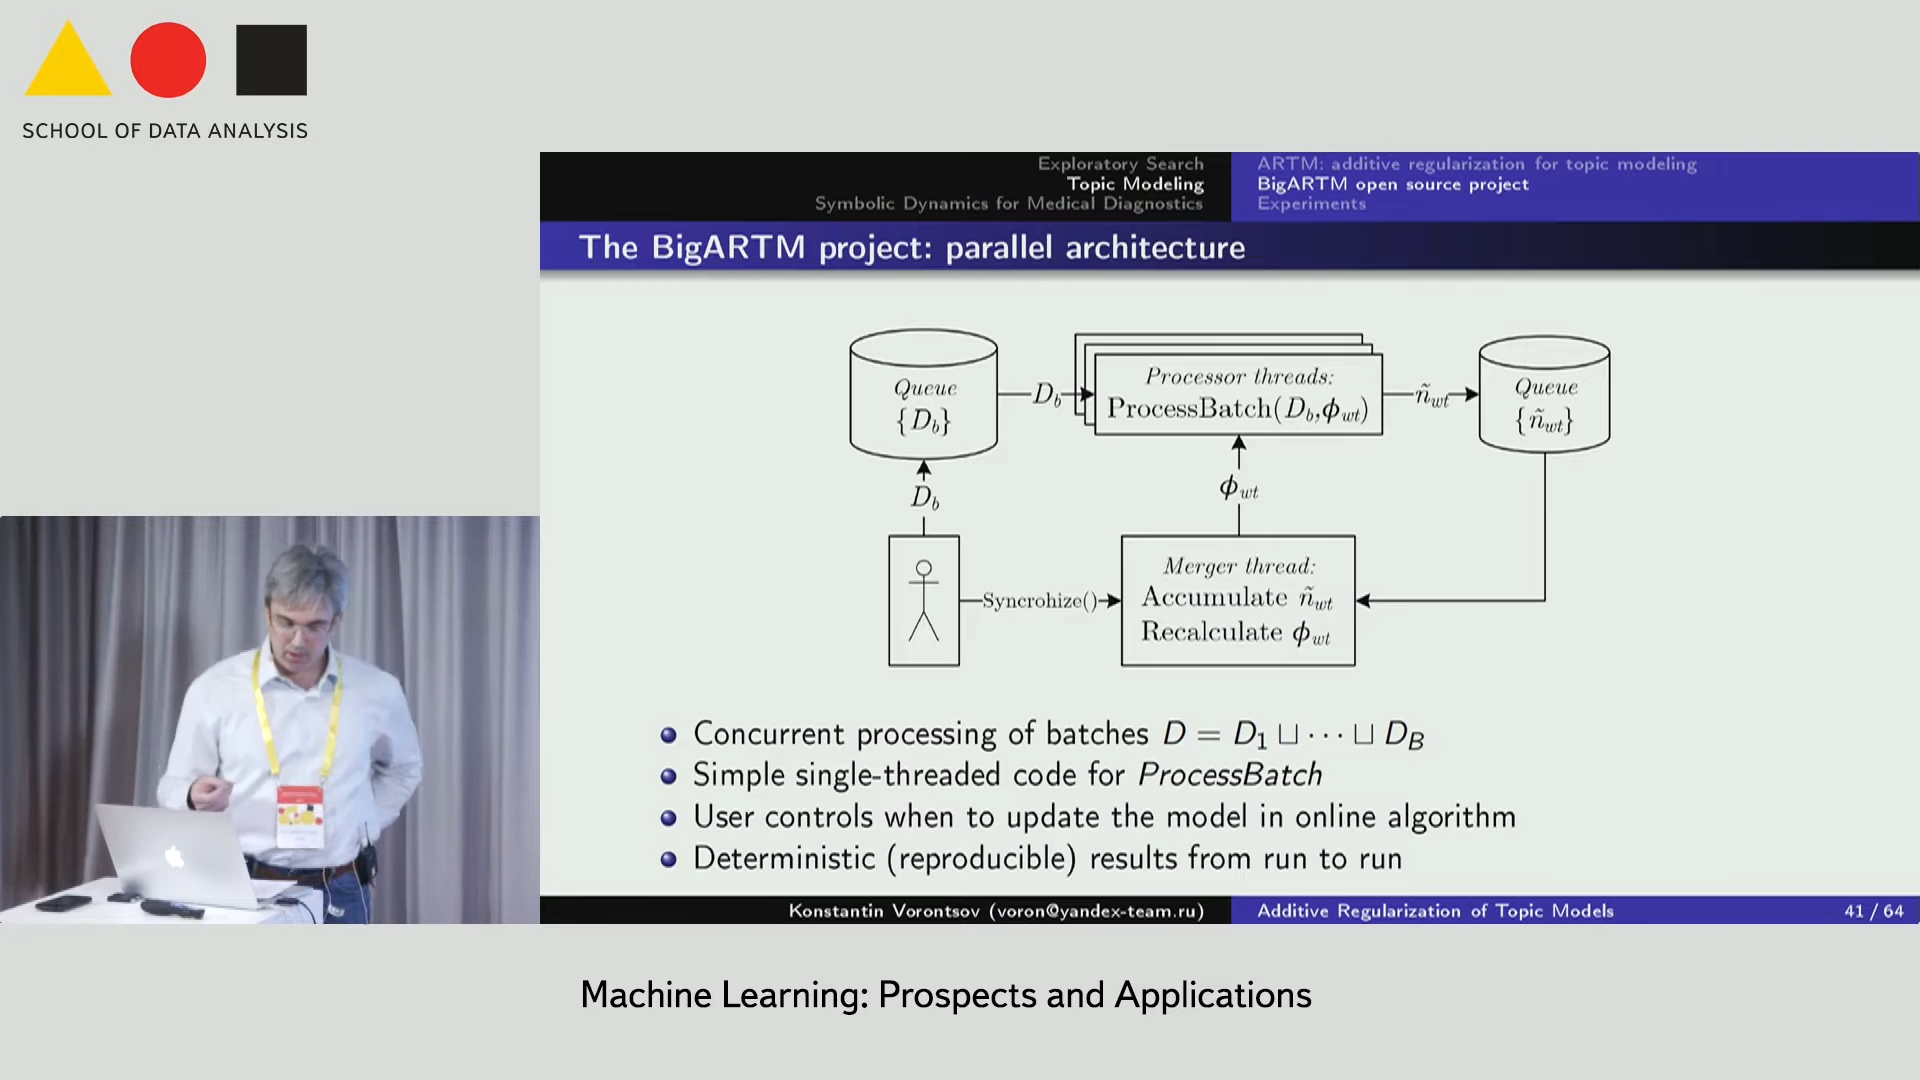 SCHOOL OF DATA ANALYSIS
Exploratory Search
Topic Modeling
Symbolic Dynamics for Medical Diagnostics
ARTM: additive regularization for topic modeling
BigARTM open source project
Experiments
The BigARTM project: parallel architecture
Queue
{D_b}
D_b
Processor threads:
ProcessBatch(D_b,ϕ_wt)
ñ_wt
Queue
{ñ_wt}
D_b
ϕ_wt
Syncrohize()
Merger thread:
Accumulate ñ_wt
Recalculate ϕ_wt
Concurrent processing of batches D = D_1 ⊔ ··· ⊔ D_B
Simple single-threaded code for ProcessBatch
User controls when to update the model in online algorithm
Deterministic (reproducible) results from run to run
Konstantin Vorontsov (voron@yandex-team.ru)
Additive Regularization of Topic Models
41 / 64
Machine Learning: Prospects and Applications